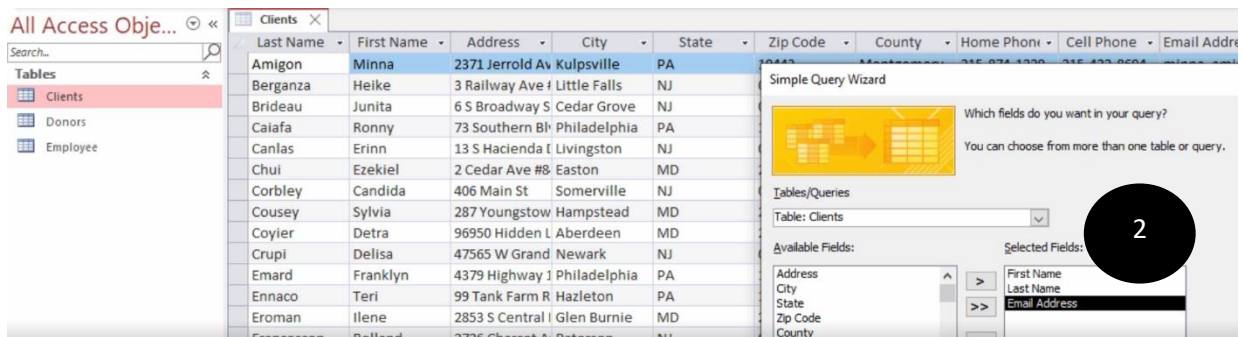 All Access Obje...
Search...
Tables
Clients
Donors
Employee
Clients
Last Name First Name Address City State Zip Code County Home Phone Cell Phone Email Addre
Amigon Minna 2371 Jerrold Av Kulpsville PA
Berganza Heike 3 Railway Ave # Little Falls NJ
Brideau Junita 6 S Broadway S Cedar Grove NJ
Caiafa Ronny 73 Southern Blv Philadelphia PA
Canlas Erinn 13 S Hacienda D Livingston NJ
Chui Ezekiel 2 Cedar Ave #8 Easton MD
Corbley Candida 406 Main St Somerville NJ
Cousey Sylvia 287 Youngstow Hampstead MD
Coyier Detra 96950 Hidden L Aberdeen MD
Crupi Delisa 47565 W Grand Newark NJ
Emard Franklyn 4379 Highway 1 Philadelphia PA
Ennaco Teri 99 Tank Farm R Hazleton PA
Eroman Ilene 2853 S Central Glen Burnie MD
Simple Query Wizard
Which fields do you want in your query?
You can choose from more than one table or query.
Tables/Queries
Table: Clients
Available Fields:
Address
City
State
Zip Code
County
>
>>
Selected Fields:
First Name
Last Name
Email Address
2